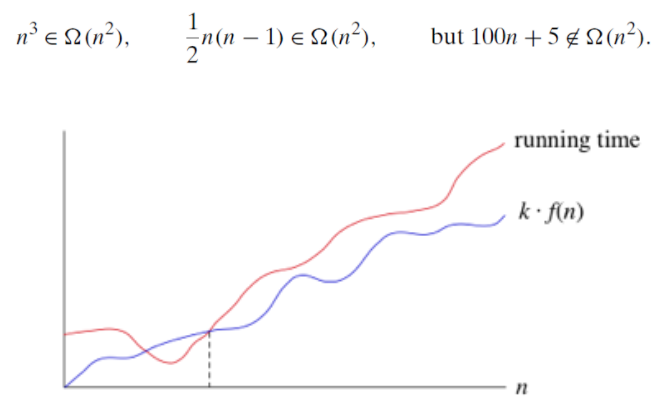 n³ ∈ Ω(n²), ½n(n − 1) ∈ Ω(n²), but 100n + 5 ∉ Ω(n²).
running time
k · f(n)
n